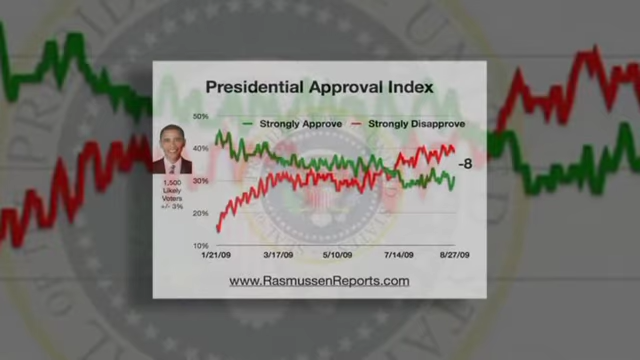 Presidential Approval Index
50%
Strongly Approve
Strongly Disapprove
40%
-8
1,500
Likely
Voters
+/- 3%
30%
20%
10%
1/21/09
3/17/09
5/10/09
7/14/09
8/27/09
www.RasmussenReports.com